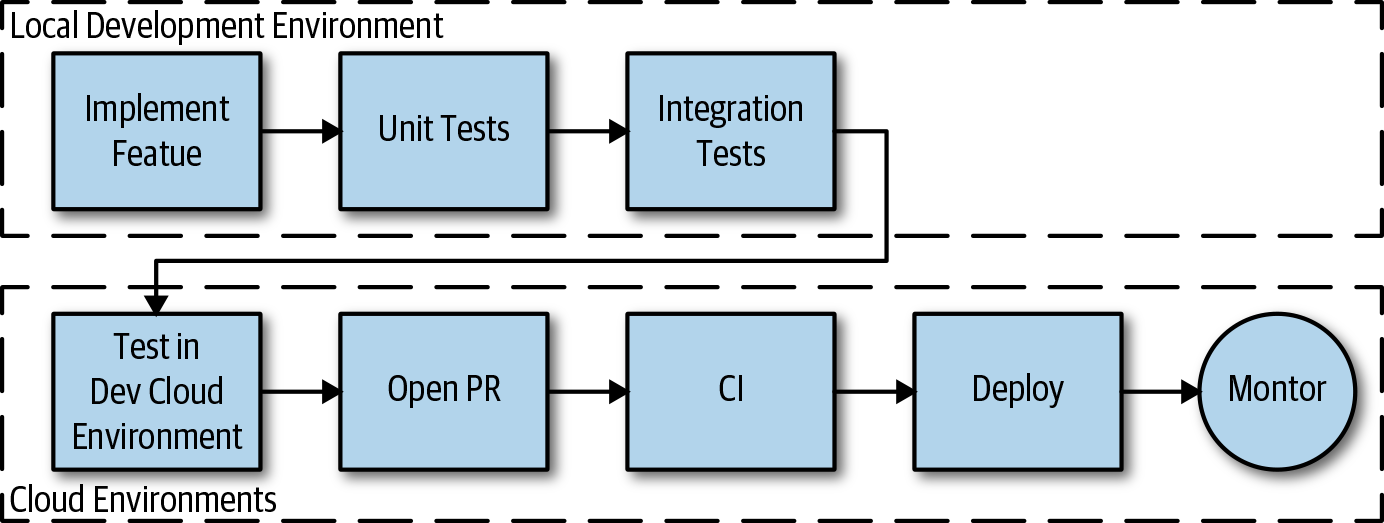 Local Development Environment
Implement
Featue
Unit Tests
Integration
Tests
Test in
Dev Cloud
Environment
Open PR
CI
Deploy
Montor
Cloud Environments